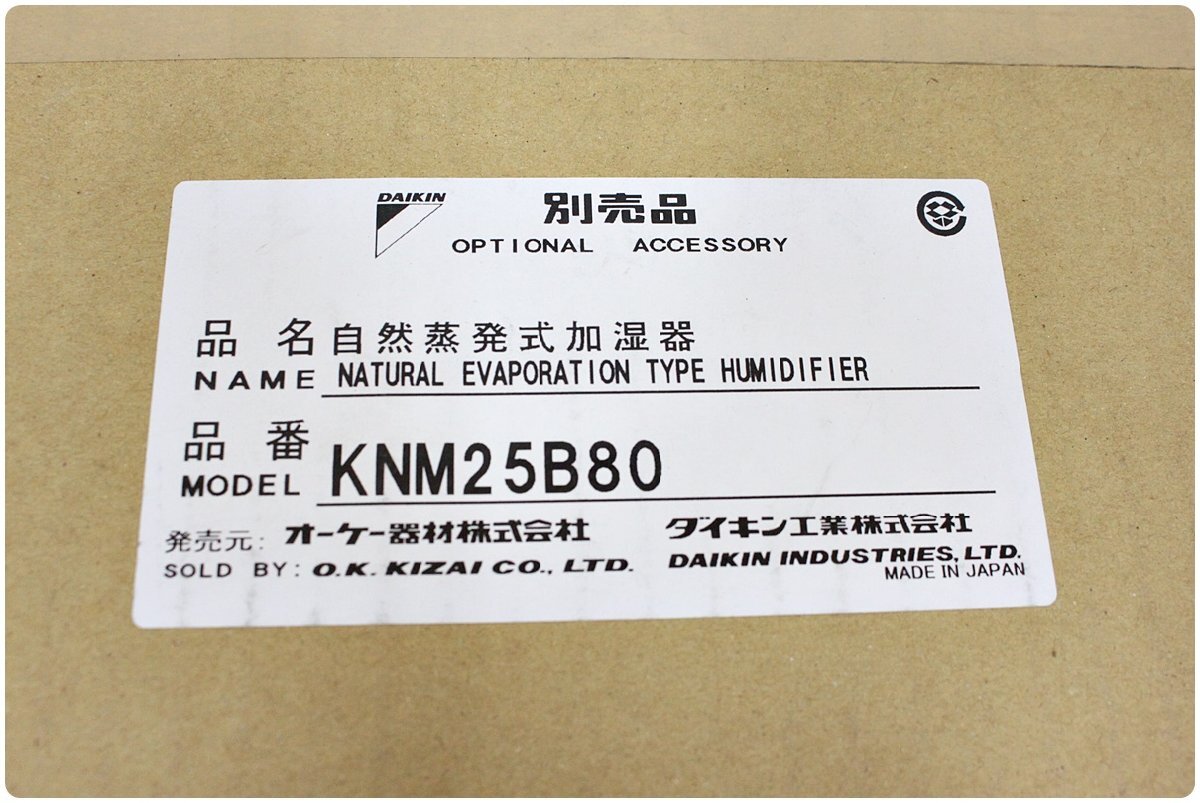 DAIKIN
別売品
OPTIONAL ACCESSORY
品名 自然蒸発式加湿器
NAME NATURAL EVAPORATION TYPE HUMIDIFIER
品番
MODEL KNM25B80
発売元: オーケー器材株式会社 ダイキン工業株式会社
SOLD BY: O.K. KIZAI CO., LTD. DAIKIN INDUSTRIES, LTD.
MADE IN JAPAN